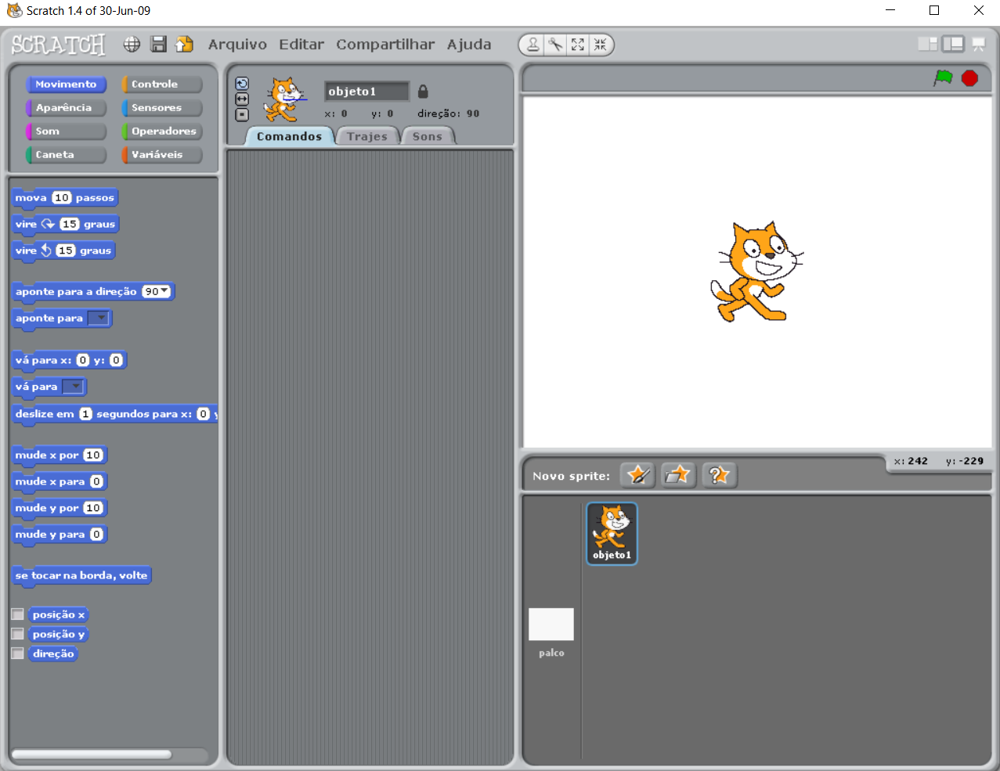 Scratch 1.4 of 30-Jun-09
SCRATCH Arquivo Editar Compartilhar Ajuda
Movimento Controle
Aparência Sensores
Som Operadores
Caneta Variáveis
mova 10 passos
vire 15 graus
vire 15 graus
aponte para a direção 90
aponte para
vá para x: 0 y: 0
vá para
deslize em 1 segundos para x: 0 y
mude x por 10
mude x para 0
mude y por 10
mude y para 0
se tocar na borda, volte
posição x
posição y
direção
objeto1
x: 0 y: 0 direção: 90
Comandos Trajes Sons
x: 242 y: -229
Novo sprite:
objeto1
palco